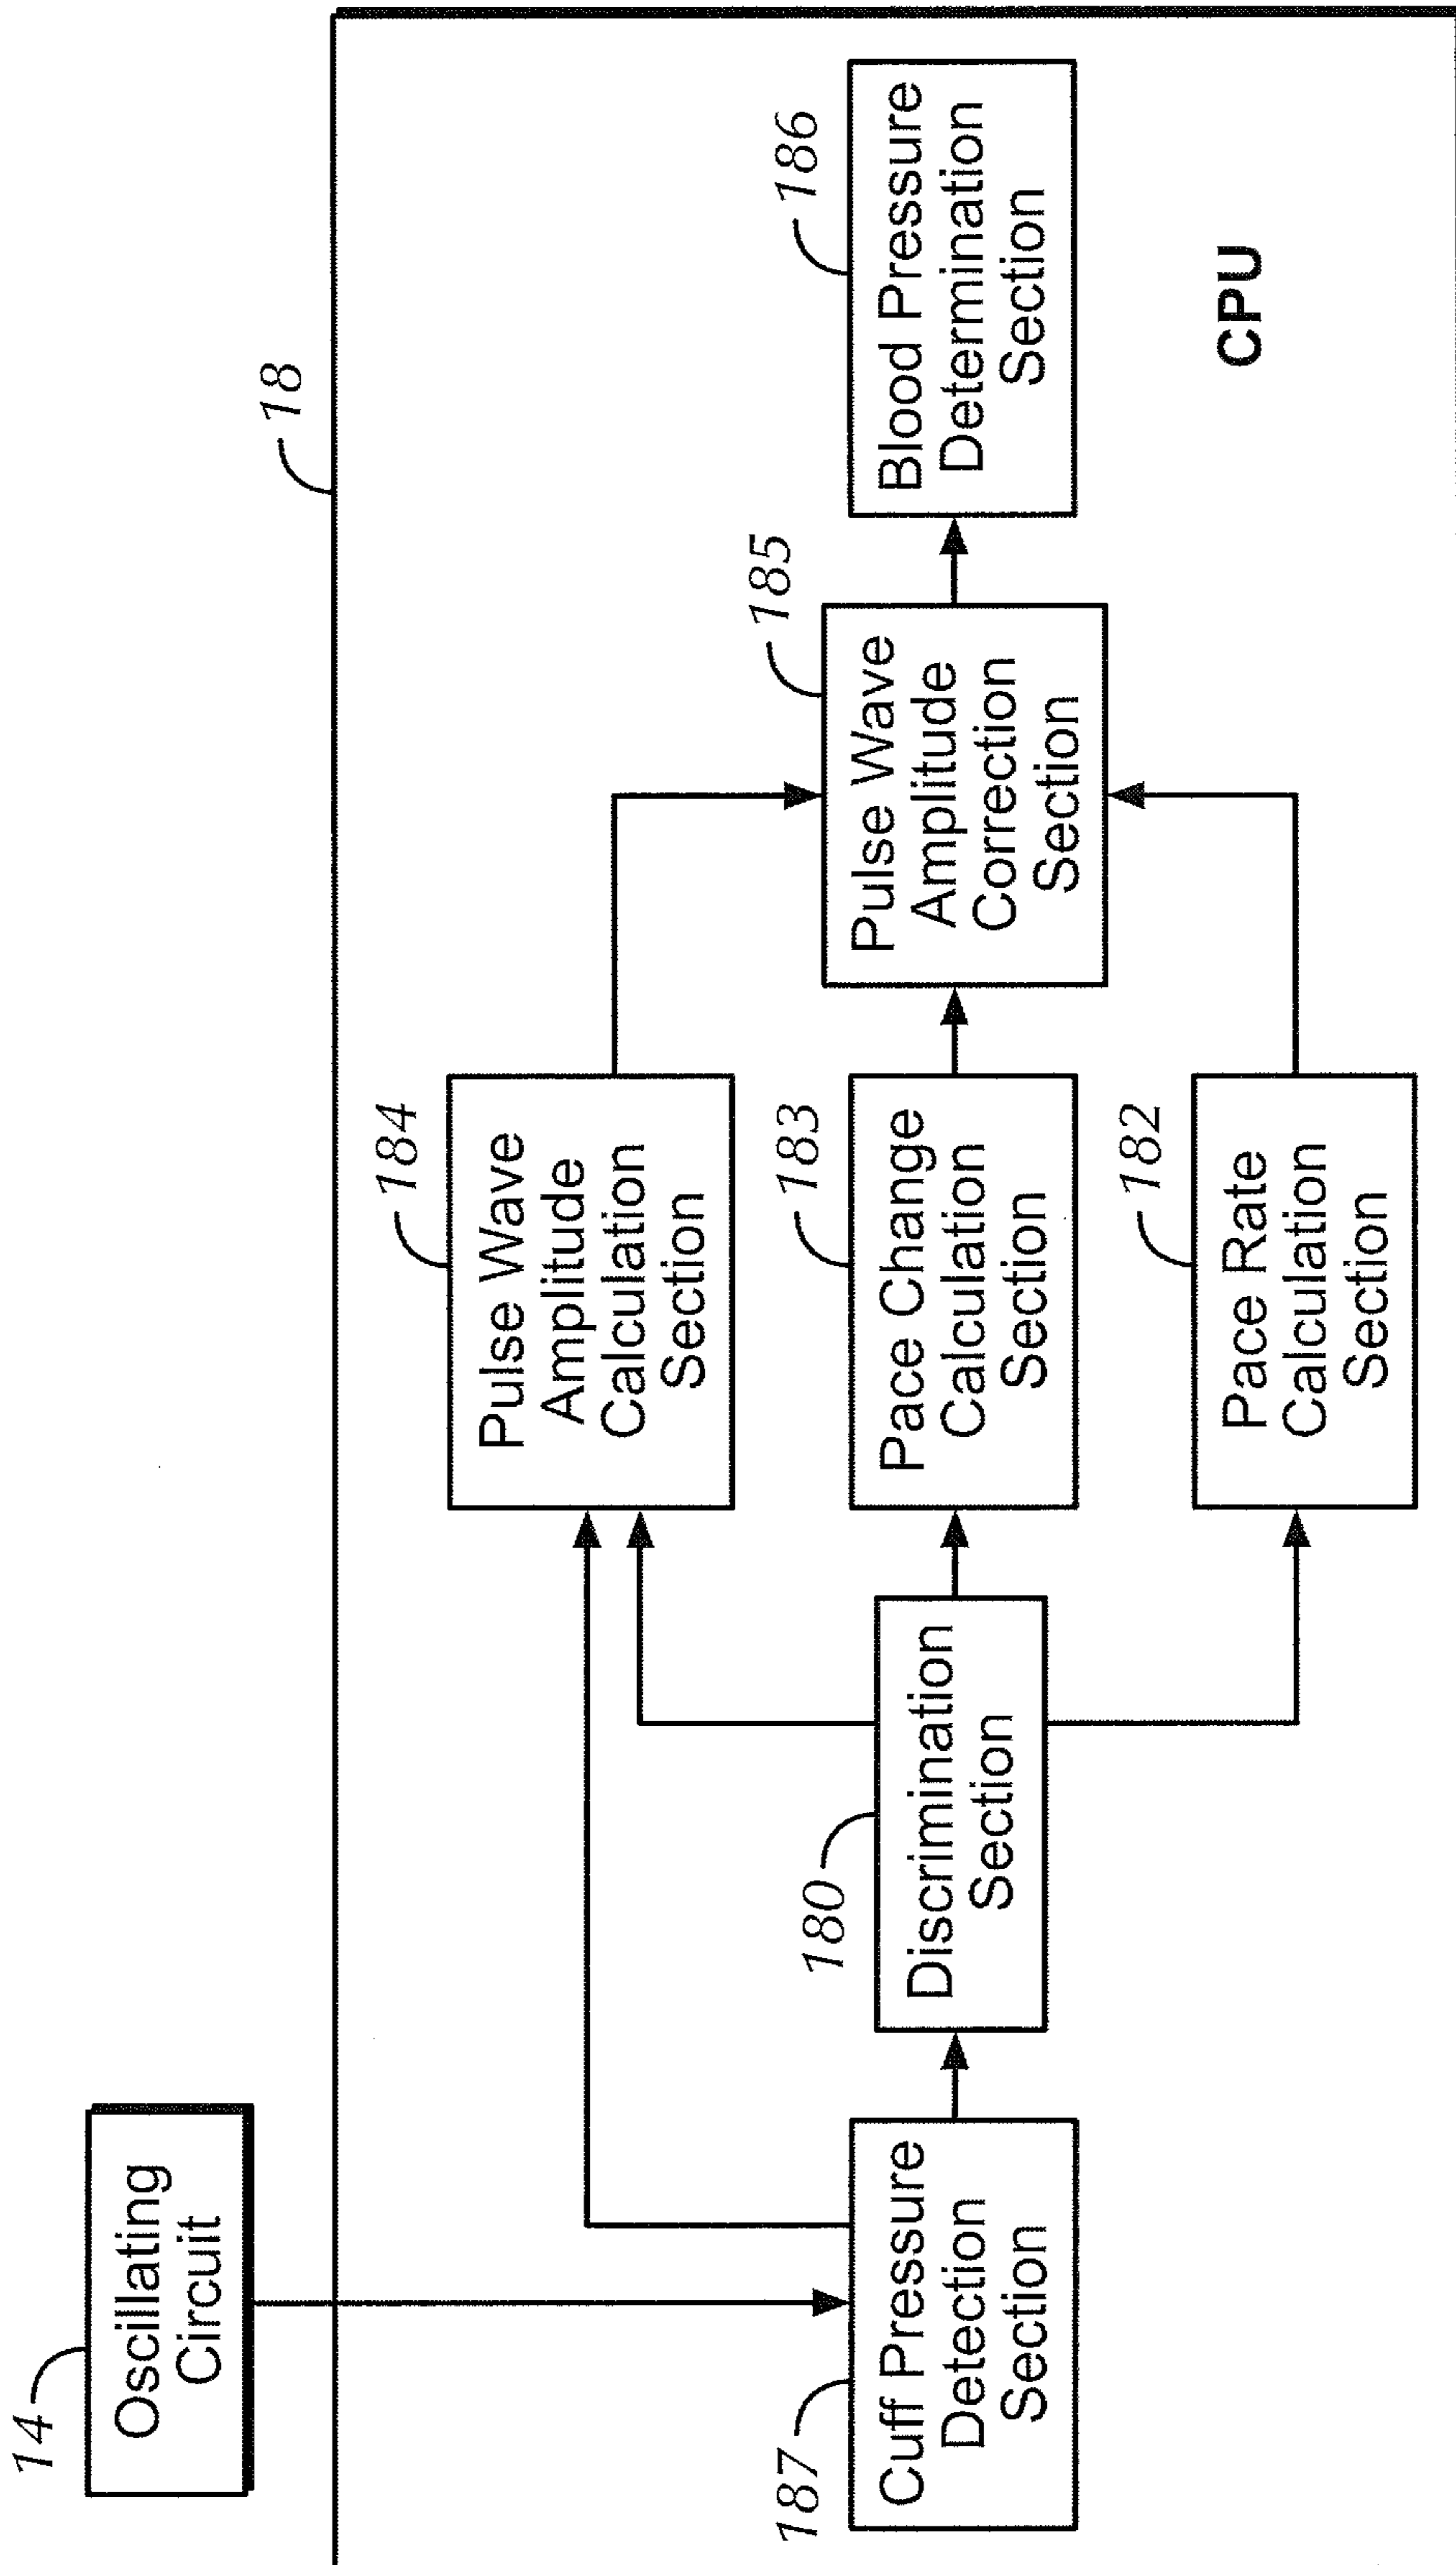 14
Oscillating
Circuit
18
187
Cuff Pressure
Detection
Section
180
Discrimination
Section
184
Pulse Wave
Amplitude
Calculation
Section
183
Pace Change
Calculation
Section
182
Pace Rate
Calculation
Section
185
Pulse Wave
Amplitude
Correction
Section
186
Blood Pressure
Determination
Section
CPU